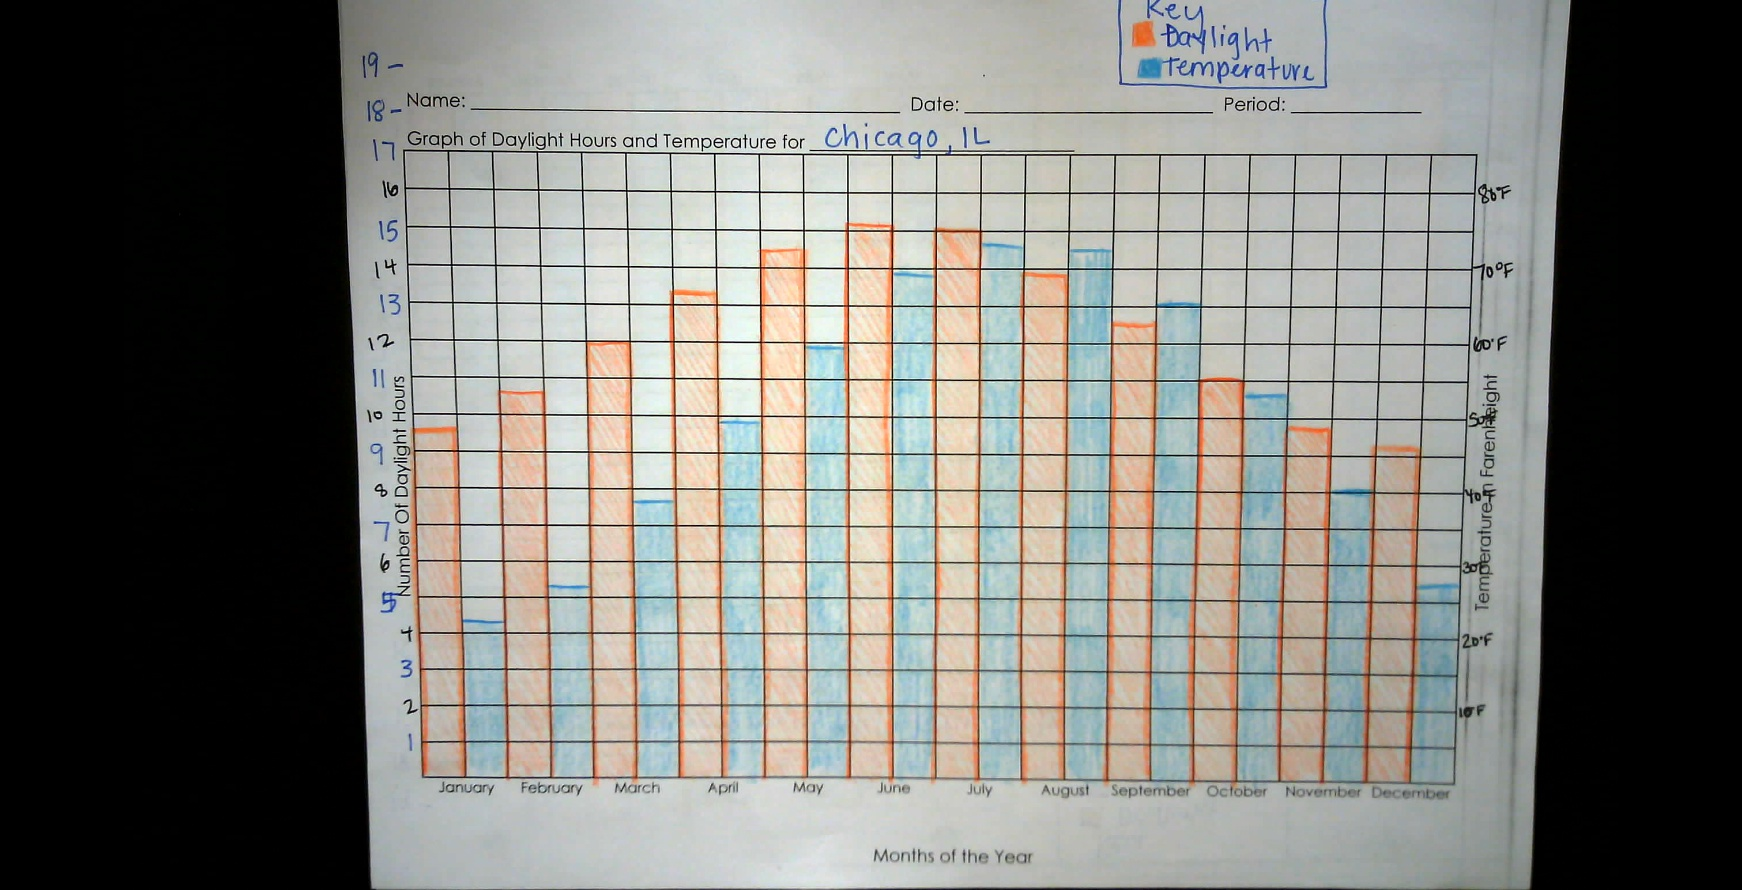 Key
Daylight
Temperature
19 -
18 -
Name: Date: Period:
Graph of Daylight Hours and Temperature for Chicago, IL
17
16
80°F
15
14
70°F
13
12
60°F
11
10
9
8
40°F
7
6
30°F
5
4
20°F
3
2
10°F
1
Number Of Daylight Hours
Temperature in Farenheight
January February March April May June July August September October November December
Months of the Year